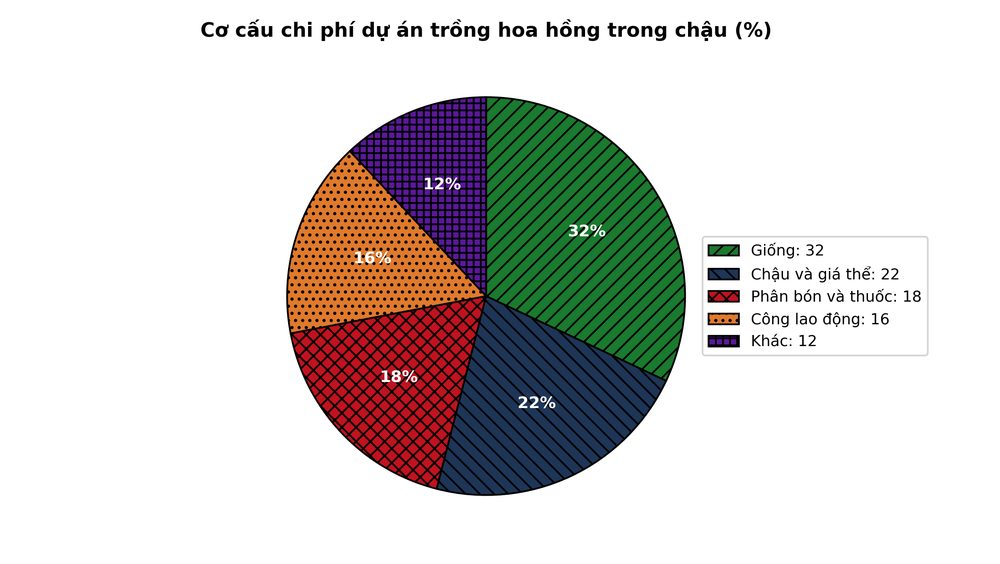 Cơ cấu chi phí dự án trồng hoa hồng trong chậu (%)
12%
32%
16%
18%
22%
Giống: 32
Chậu và giá thể: 22
Phân bón và thuốc: 18
Công lao động: 16
Khác: 12